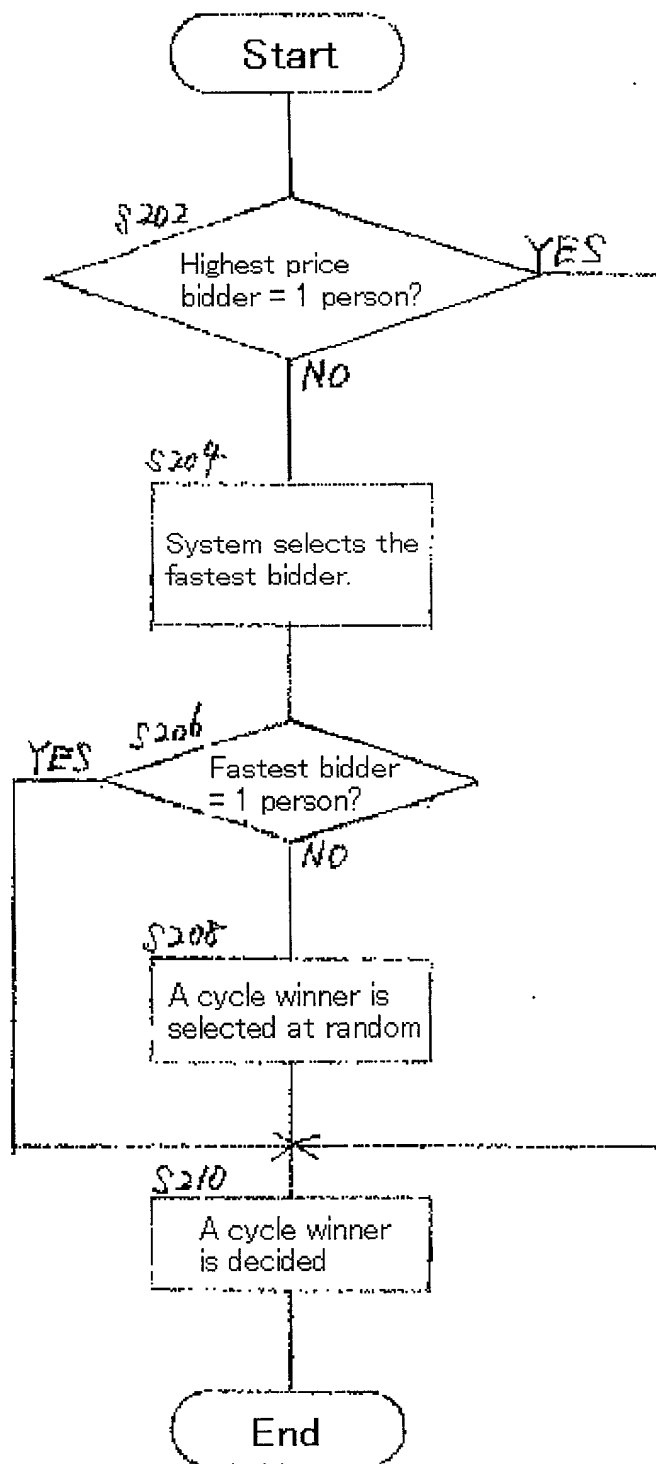 Start
S202
Highest price
bidder = 1 person?
YES
NO
S204
System selects the
fastest bidder.
S206
YES
Fastest bidder
= 1 person?
NO
S208
A cycle winner is
selected at random
S210
A cycle winner
is decided
End